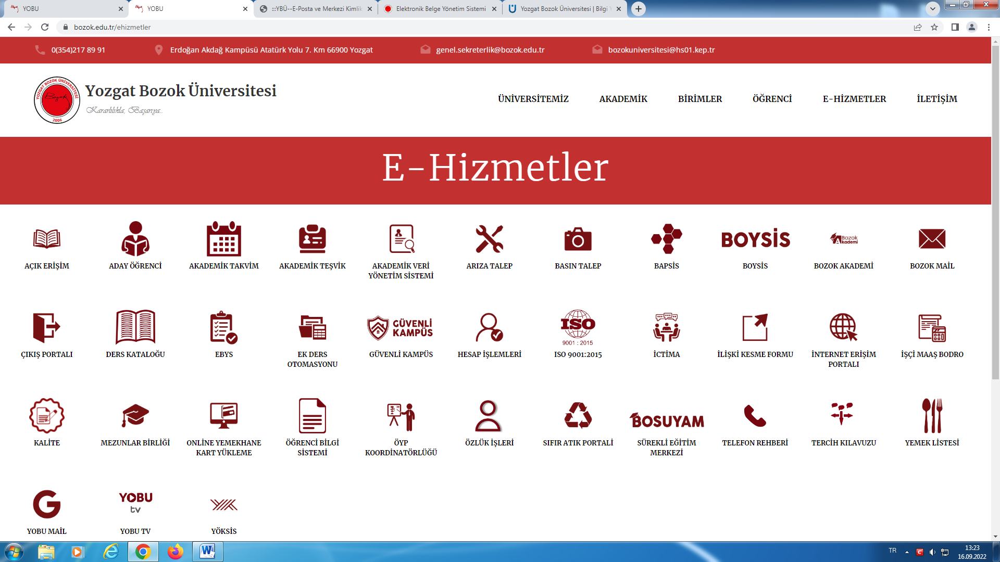 YOBU
YOBU
:::YBÜ--E-Posta ve Merkezi Kimlik
Elektronik Belge Yönetim Sistemi
Yozgat Bozok Üniversitesi | Bilgi Y
bozok.edu.tr/ehizmetler
0(354)217 89 91
Erdoğan Akdağ Kampüsü Atatürk Yolu 7. Km 66900 Yozgat
genel.sekreterlik@bozok.edu.tr
bozokuniversitesi@hs01.kep.tr
YOZGAT BOZOK ÜNİVERSİTESİ
Bozok
2006
Yozgat Bozok Üniversitesi
Kararlılıkla, Başarıya..
ÜNİVERSİTEMİZ
AKADEMİK
BİRİMLER
ÖĞRENCİ
E-HİZMETLER
İLETİŞİM
E-Hizmetler
BOYSİS
Bozok
Akademi
AÇIK ERİŞİM
ADAY ÖĞRENCİ
AKADEMİK TAKVİM
AKADEMİK TEŞVİK
AKADEMİK VERİ
YÖNETİM SİSTEMİ
ARIZA TALEP
BASIN TALEP
BAPSİS
BOYSİS
BOZOK AKADEMİ
BOZOK MAİL
GÜVENLİ
KAMPÜS
ISO
9001 : 2015
ÇIKIŞ PORTALI
DERS KATALOĞU
EBYS
EK DERS
OTOMASYONU
GÜVENLİ KAMPÜS
HESAP İŞLEMLERİ
ISO 9001:2015
İCTİMA
İLİŞKİ KESME FORMU
İNTERNET ERİŞİM
PORTALI
İŞÇİ MAAŞ BODRO
BOSUYAM
KALİTE
MEZUNLAR BİRLİĞİ
ONLİNE YEMEKHANE
KART YÜKLEME
ÖĞRENCİ BİLGİ
SİSTEMİ
ÖYP
KOORDİNATÖRLÜĞÜ
ÖZLÜK İŞLERİ
SIFIR ATIK PORTALİ
SÜREKLİ EĞİTİM
MERKEZİ
TELEFON REHBERİ
TERCİH KILAVUZU
YEMEK LİSTESİ
G
YOBU
tv
YOBU MAİL
YOBU TV
YÖKSİS
TR
13:23
16.09.2022